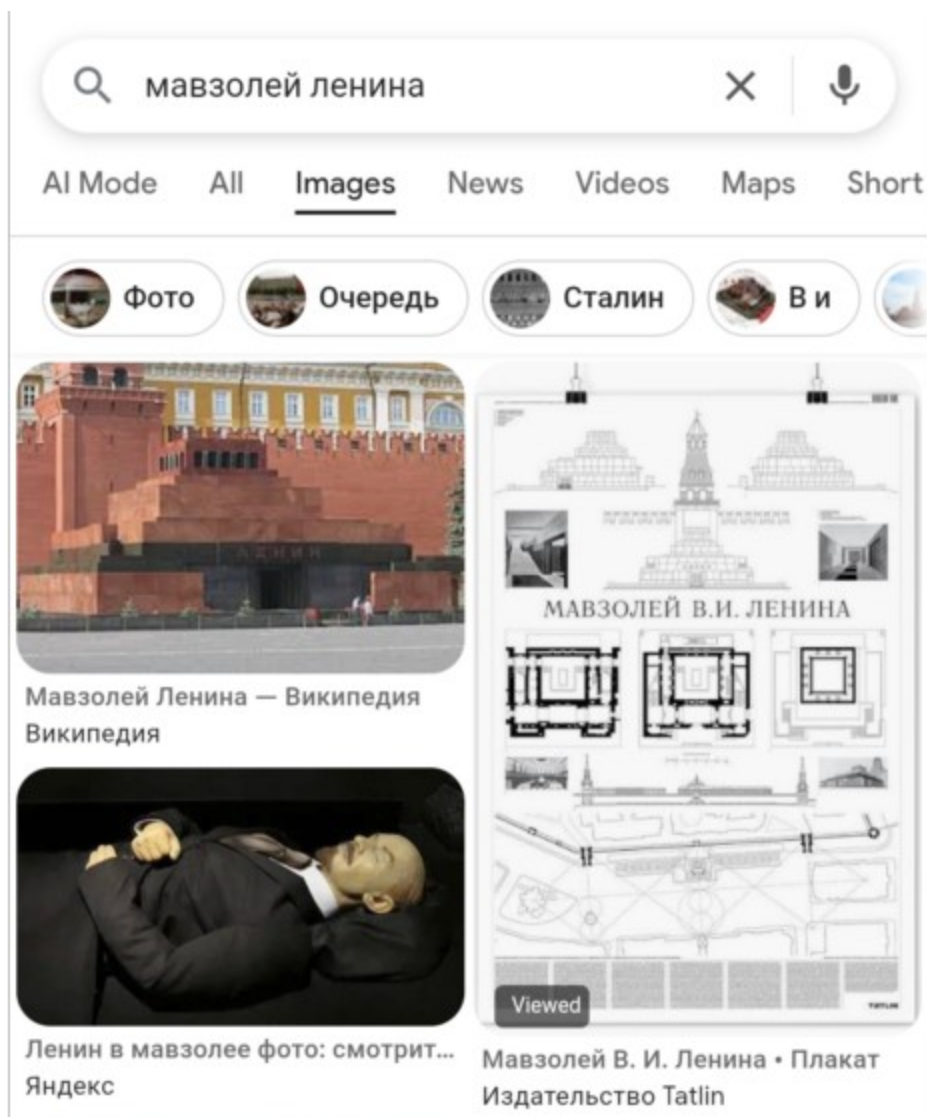 мавзолей ленина
AI Mode All Images News Videos Maps Short
Фото Очередь Сталин В и
МАВЗОЛЕЙ В.И. ЛЕНИНА
Мавзолей Ленина — Википедия
Википедия
Viewed
TATLIN
Ленин в мавзолее фото: смотрит...
Яндекс
Мавзолей В. И. Ленина • Плакат
Издательство Tatlin